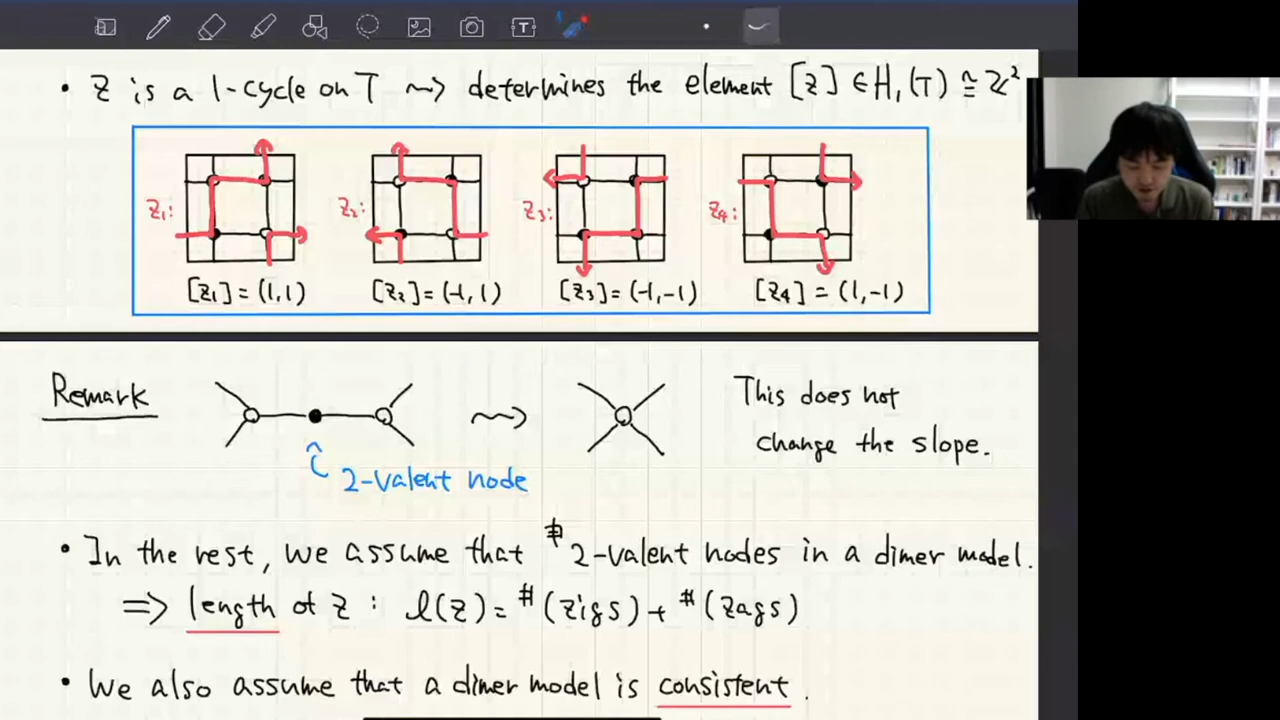 • Z is a 1-cycle on T ⇝ determines the element [Z] ∈ H₁(T) ≅ ℤ²
Z₁: Z₂: Z₃: Z₄:
[Z₁] = (1,1) [Z₂] = (-1,1) [Z₃] = (-1,-1) [Z₄] = (1,-1)
Remark
This does not
change the slope.
2-valent node
• In the rest, we assume that ∄ 2-valent nodes in a dimer model.
⇒ length of Z : ℓ(Z) = #(zigs) + #(zags)
• We also assume that a dimer model is consistent.